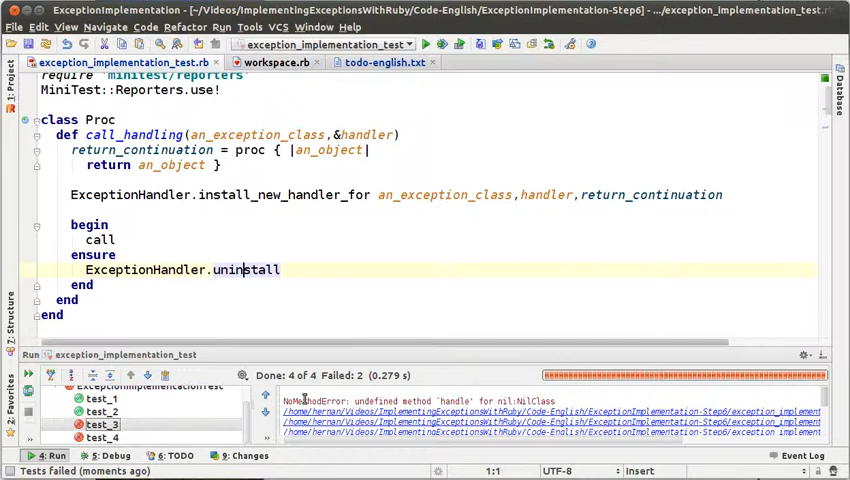 ExceptionImplementation - [~/Videos/ImplementingExceptionsWithRuby/Code-English/ExceptionImplementation-Step6] - .../exception_implementation_test.
File Edit View Navigate Code Refactor Run Tools VCS Window Help
exception_implementation_test
exception_implementation_test.rb workspace.rb todo-english.txt
1: Project
Database
require 'minitest/reporters'
MiniTest::Reporters.use!
class Proc
def call_handling(an_exception_class,&handler)
return_continuation = proc { |an_object|
return an_object }
ExceptionHandler.install_new_handler_for an_exception_class,handler,return_continuation
begin
call
ensure
ExceptionHandler.uninstall
end
end
end
7: Structure
2: Favorites
Run exception_implementation_test
Done: 4 of 4 Failed: 2 (0.279 s)
ExceptionImplementationTest
test_1
test_2
test_3
test_4
NoMethodError: undefined method `handle' for nil:NilClass
/home/hernan/Videos/ImplementingExceptionsWithRuby/Code-English/ExceptionImplementation-Step6/exception_implement
/home/hernan/Videos/ImplementingExceptionsWithRuby/Code-English/ExceptionImplementation-Step6/exception_implement
/home/hernan/Videos/ImplementingExceptionsWithRuby/Code-English/ExceptionImplementation-Step6/exception implement
4: Run 5: Debug 6: TODO 9: Changes Event Log
Tests failed (moments ago) 1:1 UTF-8 Insert